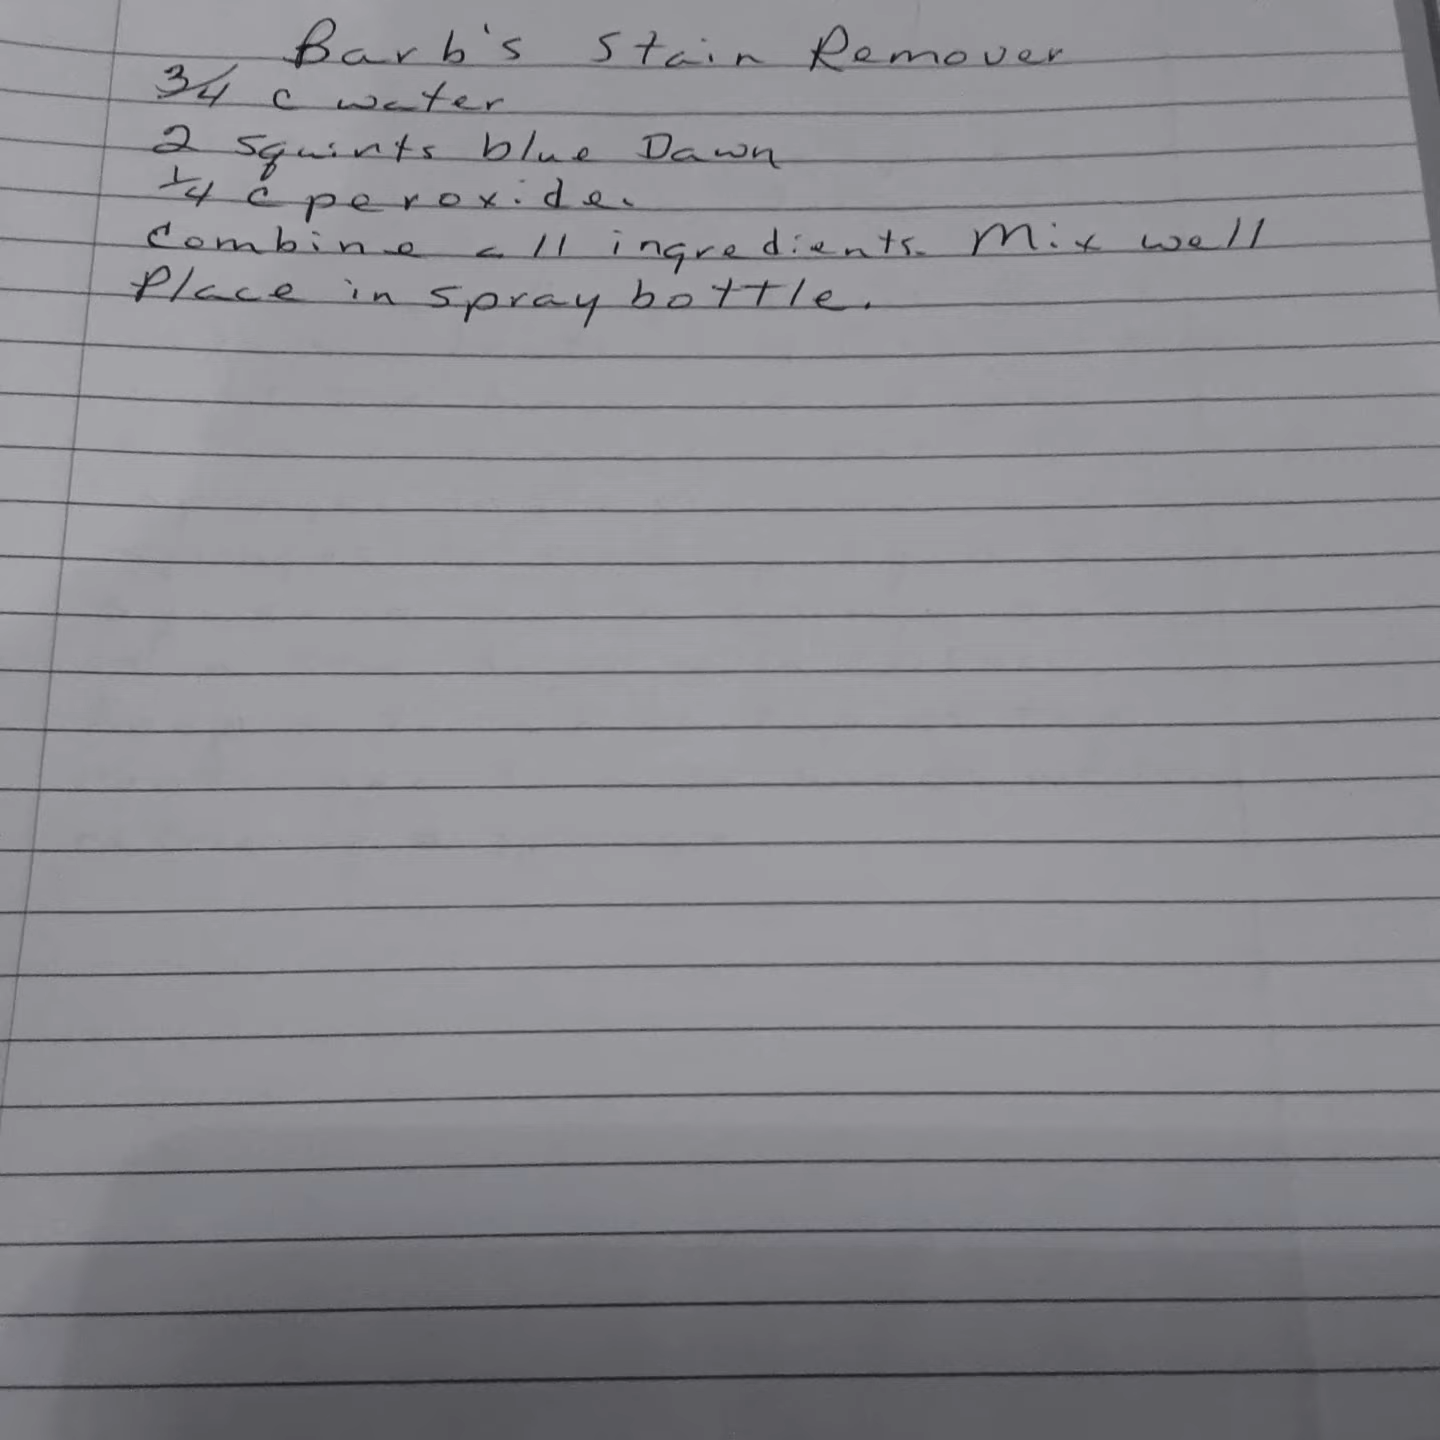 Barb's Stain Remover
3/4 c water
2 squirts blue Dawn
1/4 c peroxide.
Combine all ingredients. Mix well
Place in spray bottle.